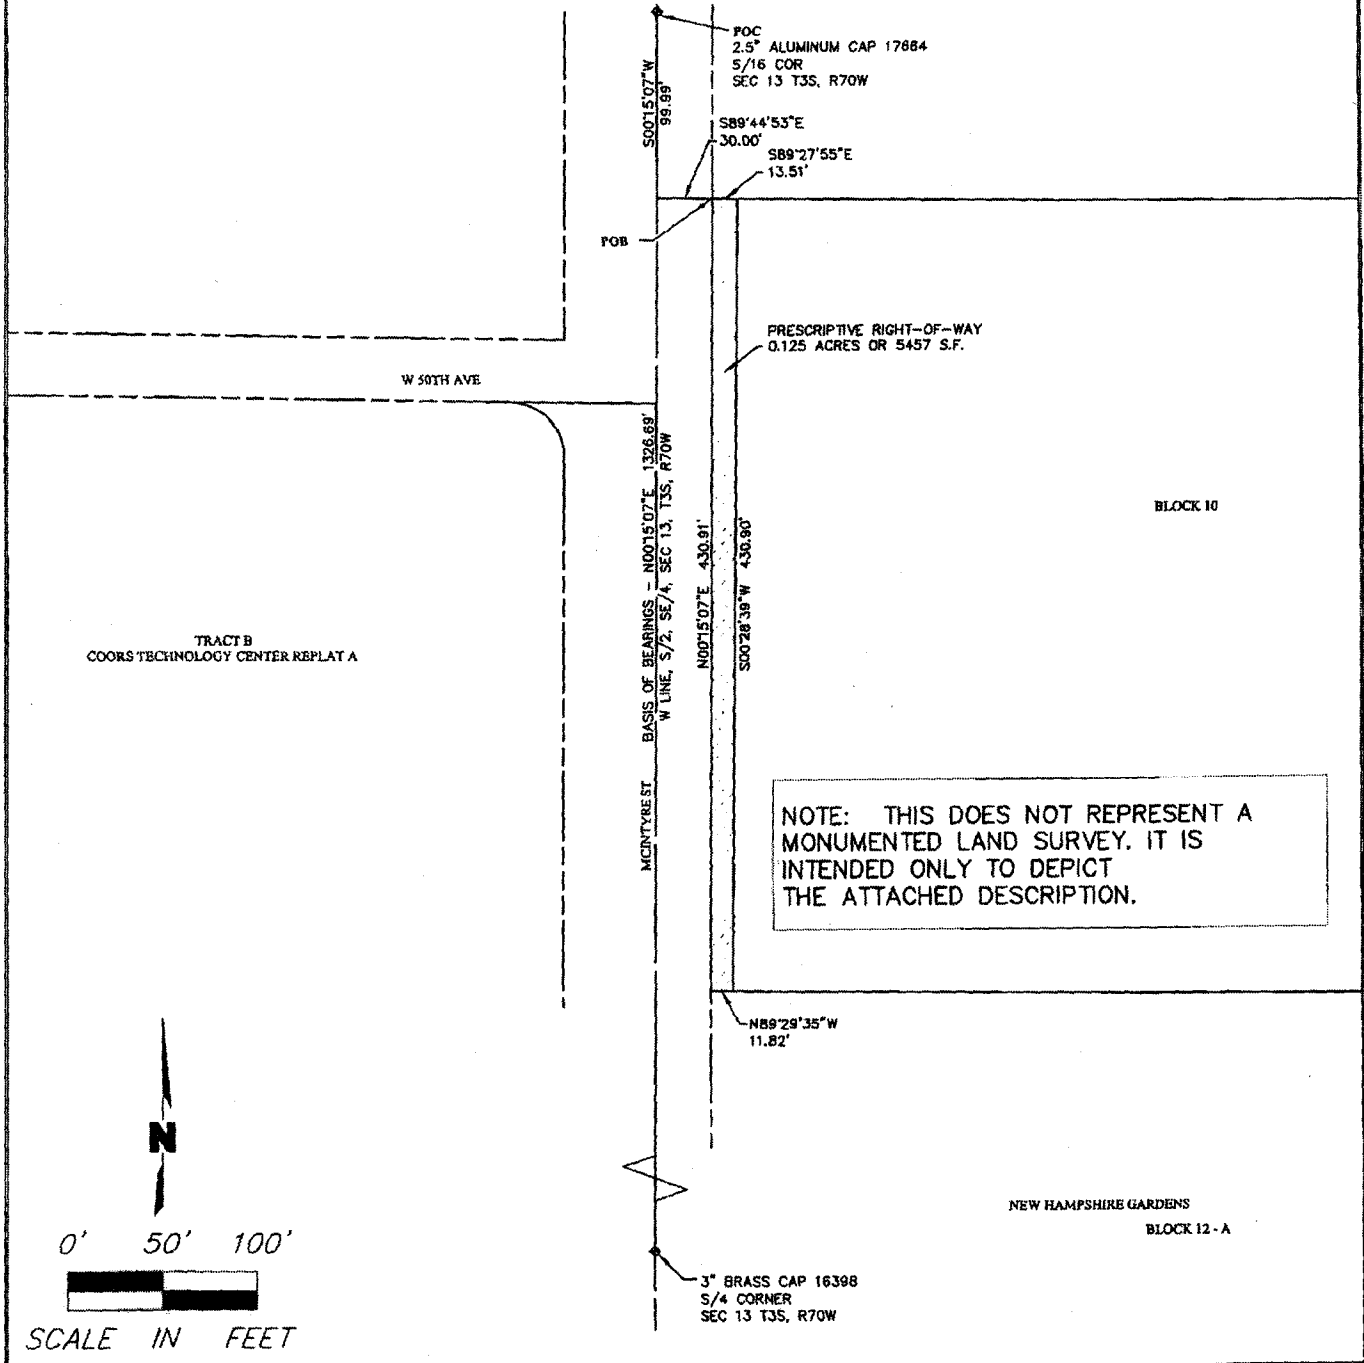 POC
2.5" ALUMINUM CAP 17664
S/16 COR
SEC 13 T3S, R70W
S00°15'07"W
99.99'
S89°44'53"E
30.00'
S89°27'55"E
13.51'
POB
PRESCRIPTIVE RIGHT-OF-WAY
0.125 ACRES OR 5457 S.F.
W 50TH AVE
BASIS OF BEARINGS - N00°15'07"E 1326.69'
W LINE, S/2, SE/4, SEC 13, T3S, R70W
N00°15'07"E 430.91'
S00°28'39"W 430.90'
BLOCK 10
TRACT B
COORS TECHNOLOGY CENTER REPLAT A
MCINTYRE ST
NOTE: THIS DOES NOT REPRESENT A
MONUMENTED LAND SURVEY. IT IS
INTENDED ONLY TO DEPICT
THE ATTACHED DESCRIPTION.
N89°29'35"W
11.82'
N
NEW HAMPSHIRE GARDENS
BLOCK 12 - A
0' 50' 100'
SCALE IN FEET
3" BRASS CAP 16398
S/4 CORNER
SEC 13 T3S, R70W